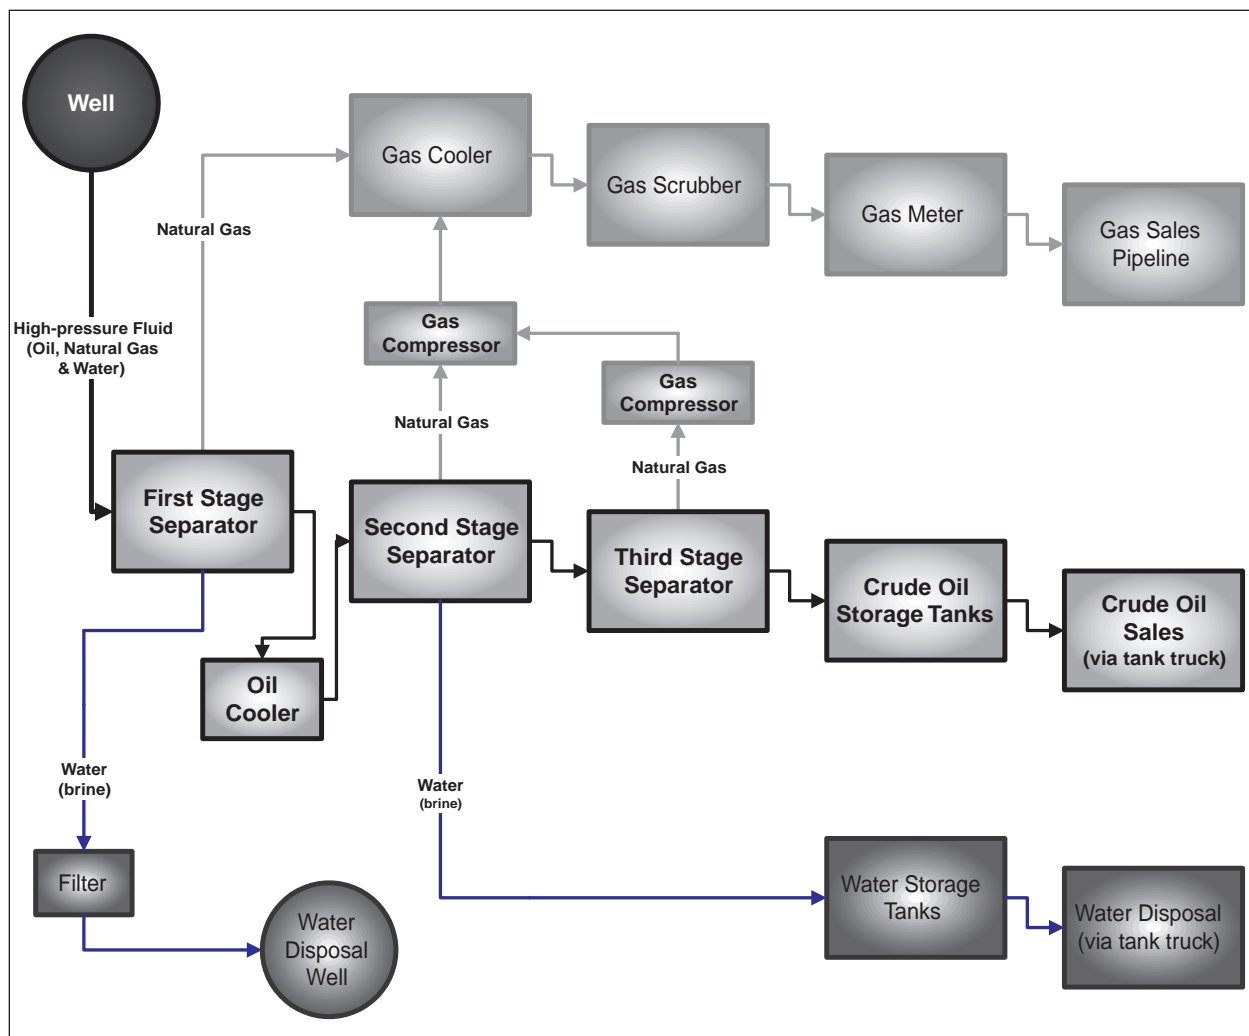 Well
Gas Cooler
Gas Scrubber
Gas Meter
Gas Sales
Pipeline
Natural Gas
High-pressure Fluid
(Oil, Natural Gas
& Water)
Gas
Compressor
Gas
Compressor
Natural Gas
Natural Gas
First Stage
Separator
Second Stage
Separator
Third Stage
Separator
Crude Oil
Storage Tanks
Crude Oil
Sales
(via tank truck)
Oil
Cooler
Water
(brine)
Water
(brine)
Filter
Water
Disposal
Well
Water Storage
Tanks
Water Disposal
(via tank truck)